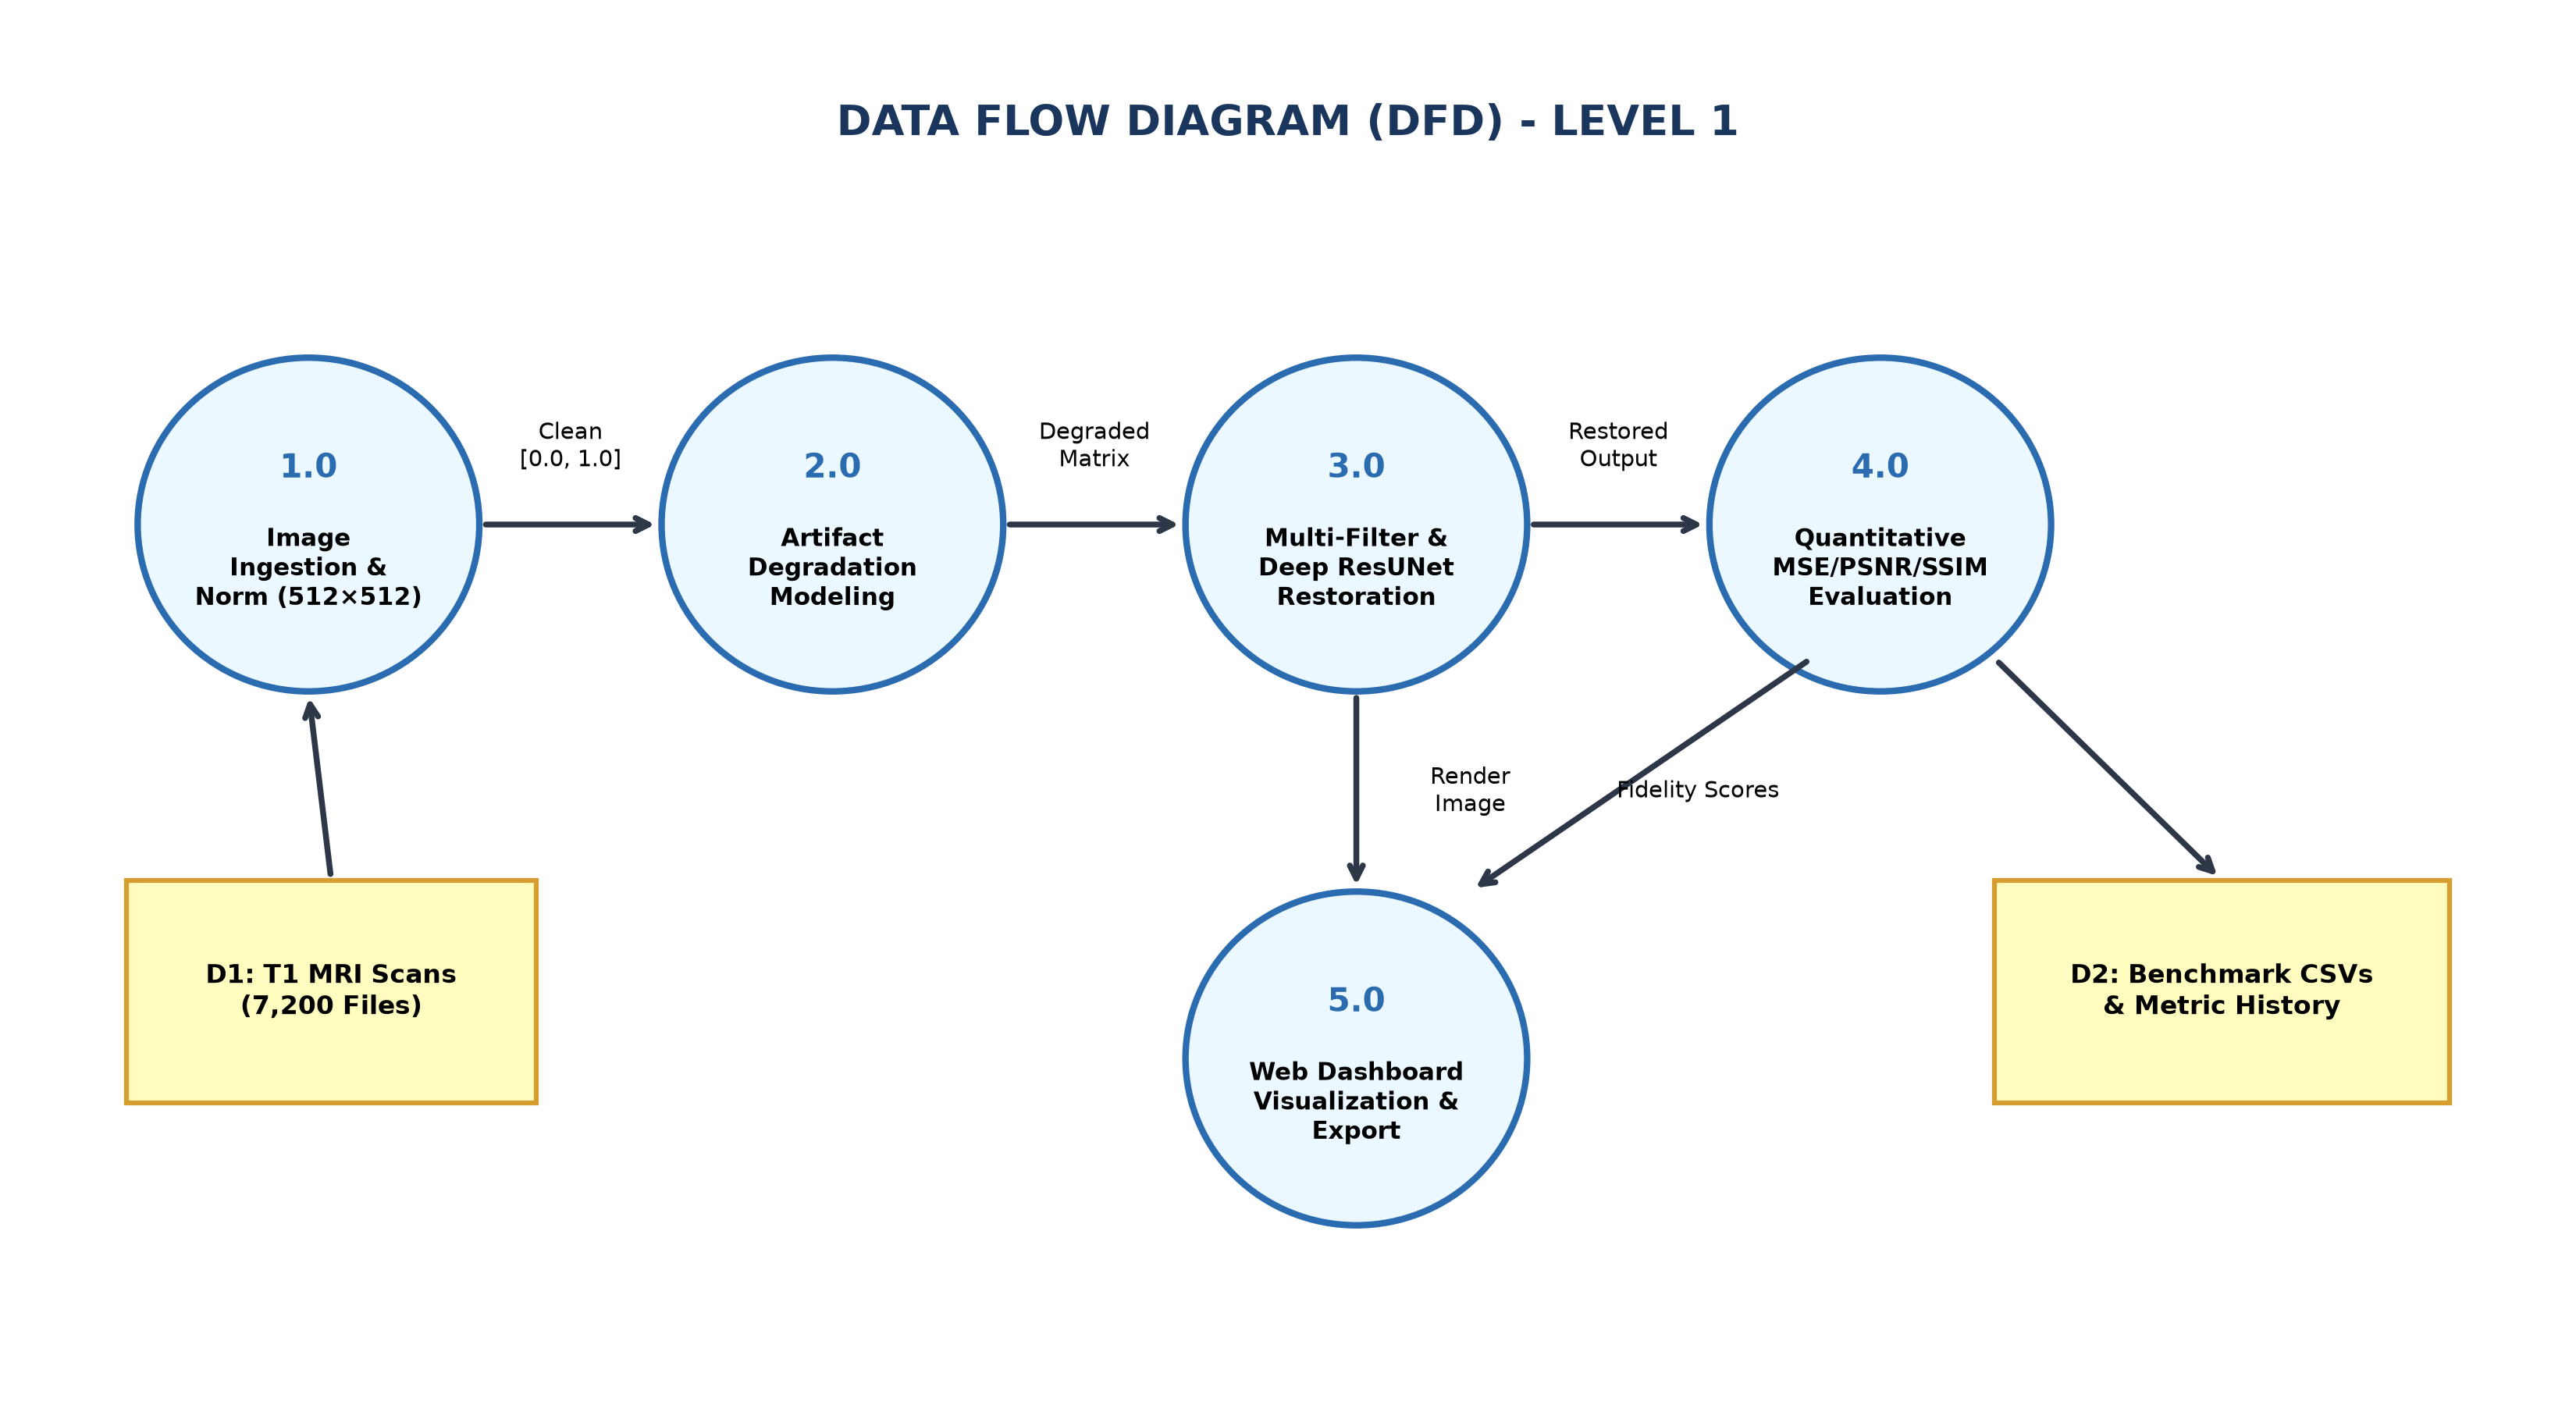 DATA FLOW DIAGRAM (DFD) - LEVEL 1
1.0
Image
Ingestion &
Norm (512×512)
Clean
[0.0, 1.0]
2.0
Artifact
Degradation
Modeling
Degraded
Matrix
3.0
Multi-Filter &
Deep ResUNet
Restoration
Restored
Output
4.0
Quantitative
MSE/PSNR/SSIM
Evaluation
Render
Image
Fidelity Scores
D1: T1 MRI Scans
(7,200 Files)
5.0
Web Dashboard
Visualization &
Export
D2: Benchmark CSVs
& Metric History